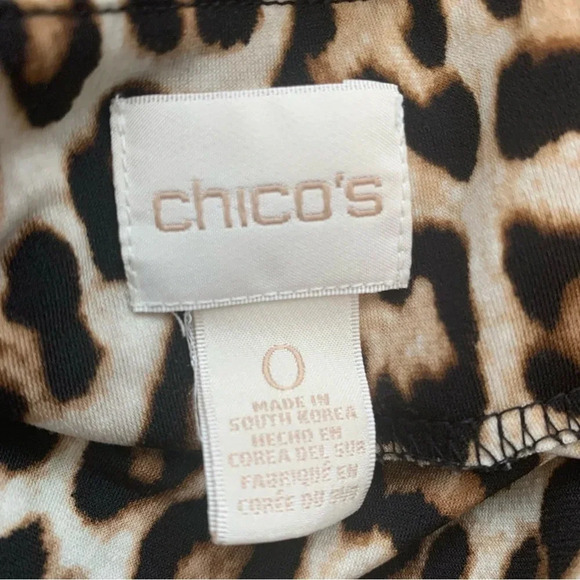 chico's
0
MADE IN
SOUTH KOREA
HECHO EN
COREA DEL SUR
FABRIQUÉ EN
CORÉE DU SUD